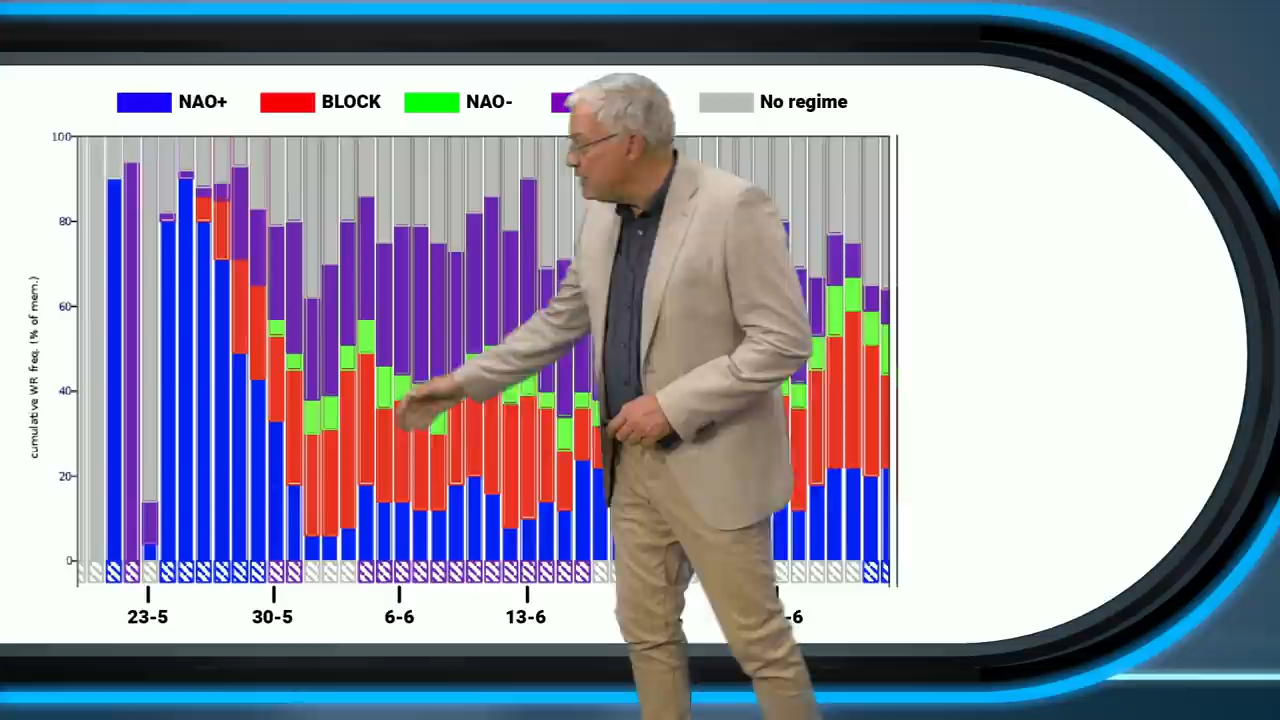 NAO+ BLOCK NAO- No regime
100
80
60
40
20
0
cumulative WR freq. (% of mem.)
23-5 30-5 6-6 13-6 -6